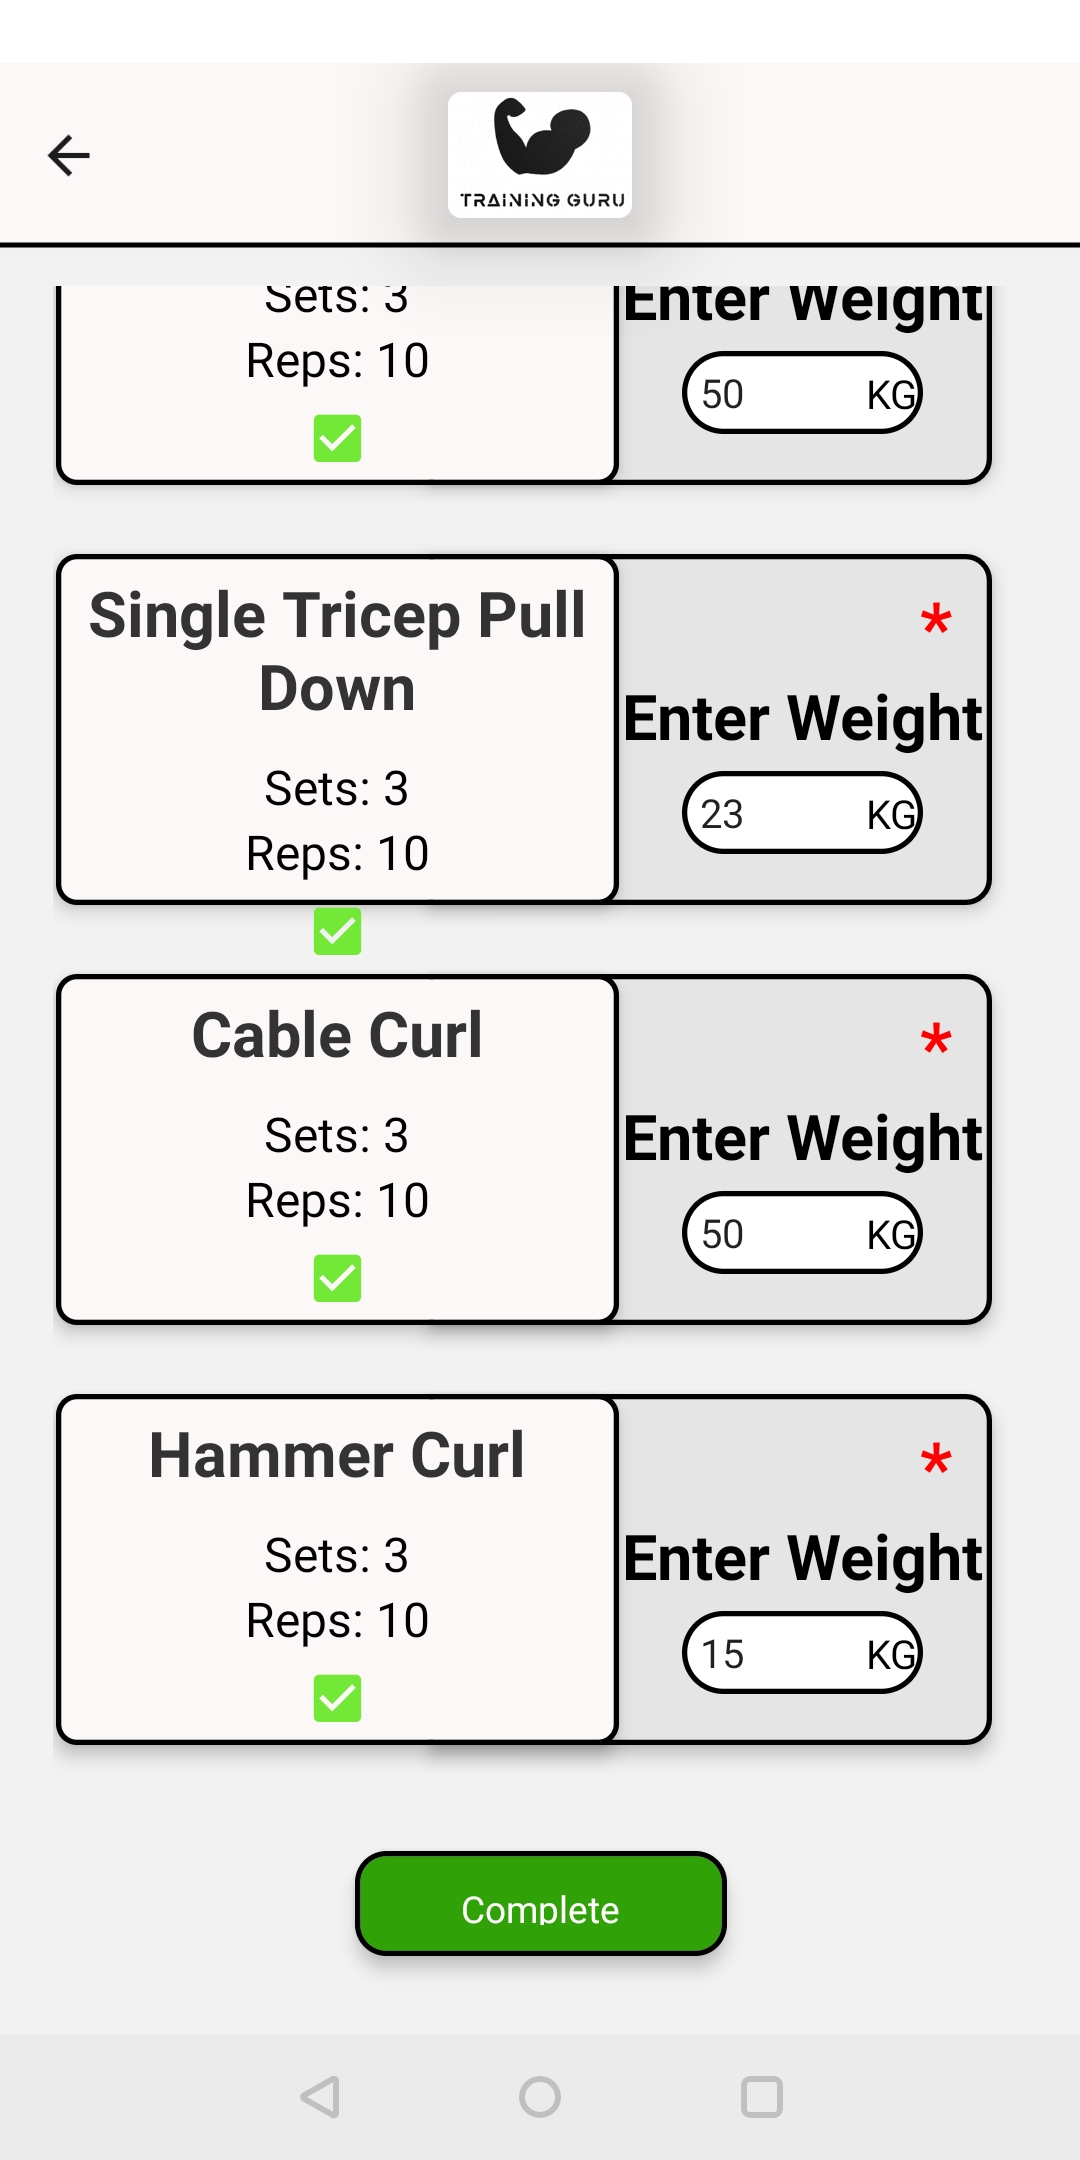 TRAINING GURU
Sets: 3
Reps: 10
Enter Weight
50 KG
Single Tricep Pull
Down
Sets: 3
Reps: 10
*
Enter Weight
23 KG
Cable Curl
Sets: 3
Reps: 10
*
Enter Weight
50 KG
Hammer Curl
Sets: 3
Reps: 10
*
Enter Weight
15 KG
Complete